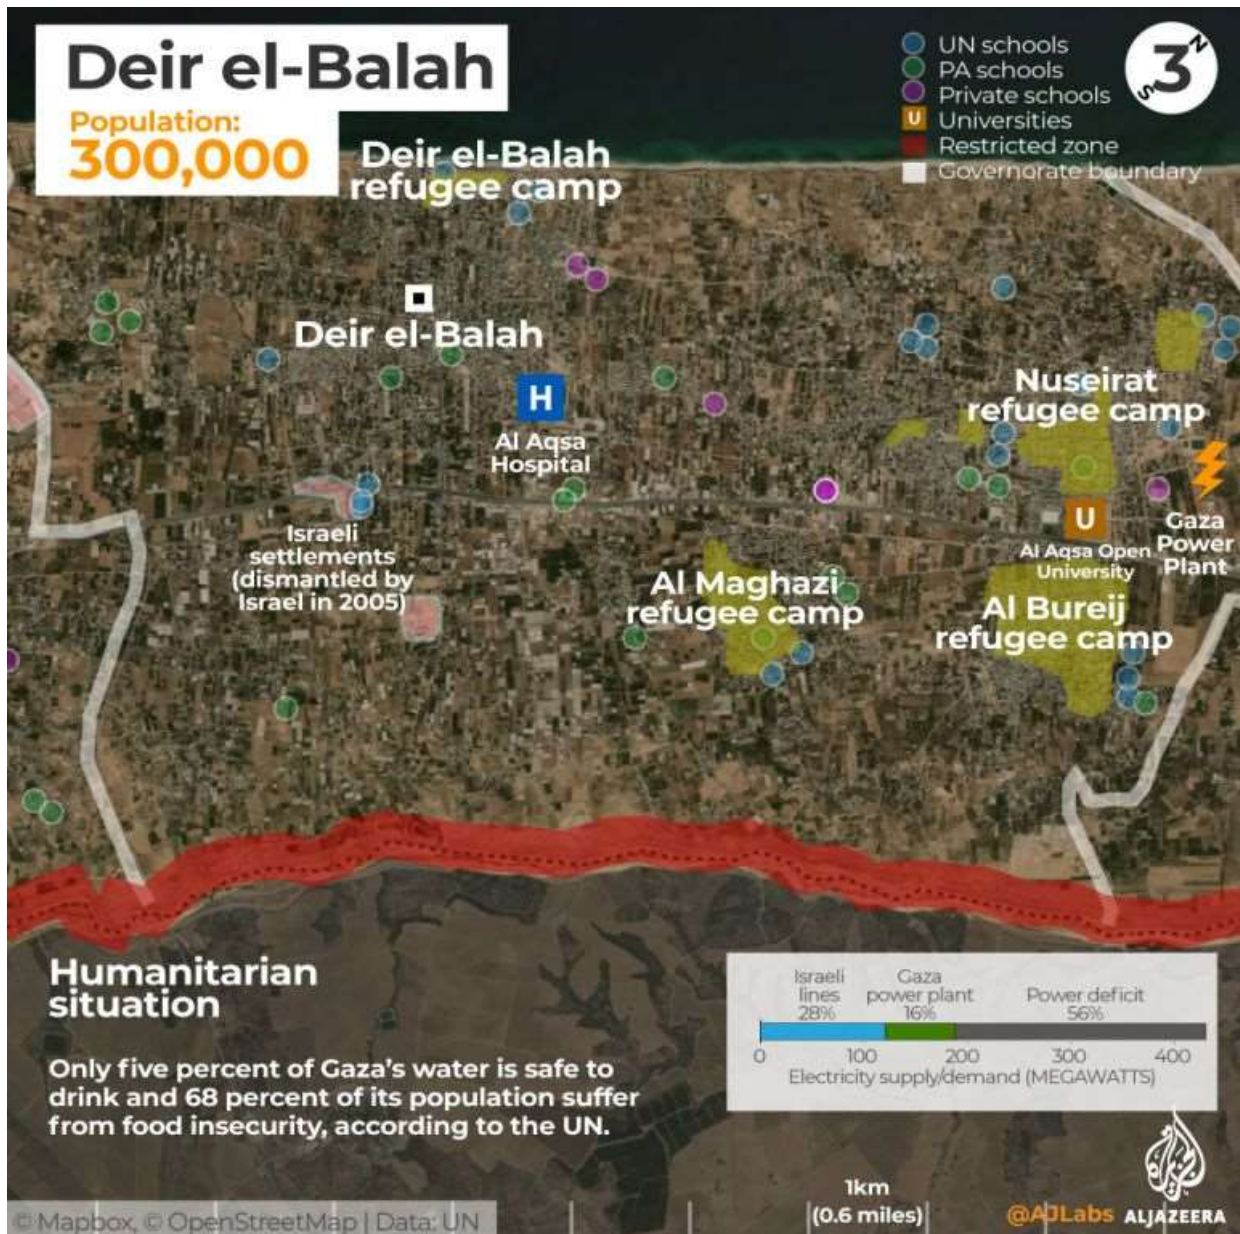 Deir el-Balah
Population:
300,000
UN schools
PA schools
Private schools
U Universities
Restricted zone
Governorate boundary
3
N
S
Deir el-Balah
refugee camp
Deir el-Balah
H
Al Aqsa
Hospital
Nuseirat
refugee camp
Israeli
settlements
(dismantled by
Israel in 2005)
U
Al Aqsa Open
University
Gaza
Power
Plant
Al Maghazi
refugee camp
Al Bureij
refugee camp
Humanitarian
situation
Only five percent of Gaza’s water is safe to
drink and 68 percent of its population suffer
from food insecurity, according to the UN.
Israeli
lines
28%
Gaza
power plant
16%
Power deficit
56%
0 100 200 300 400
Electricity supply/demand (MEGAWATTS)
1km
(0.6 miles)
© Mapbox, © OpenStreetMap | Data: UN
@AJLabs
ALJAZEERA